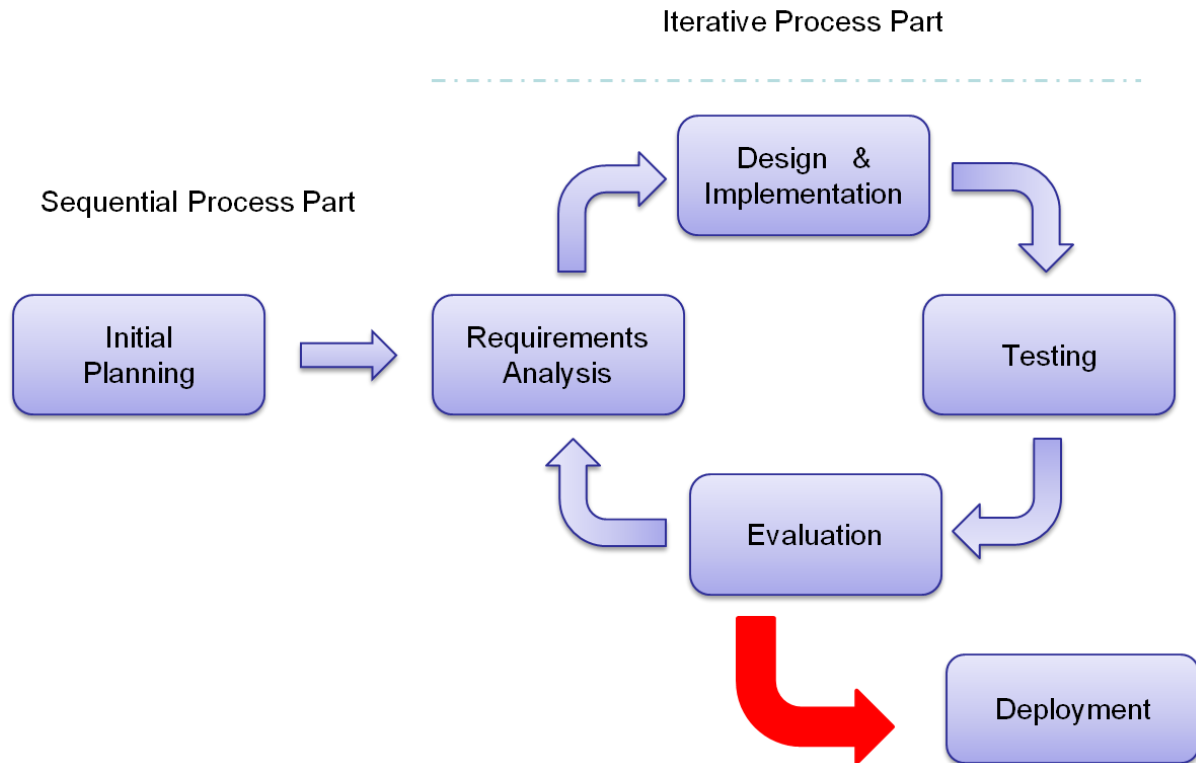 Iterative Process Part
Design & 
Implementation
Sequential Process Part
Initial
Planning
Requirements
Analysis
Testing
Evaluation
Deployment